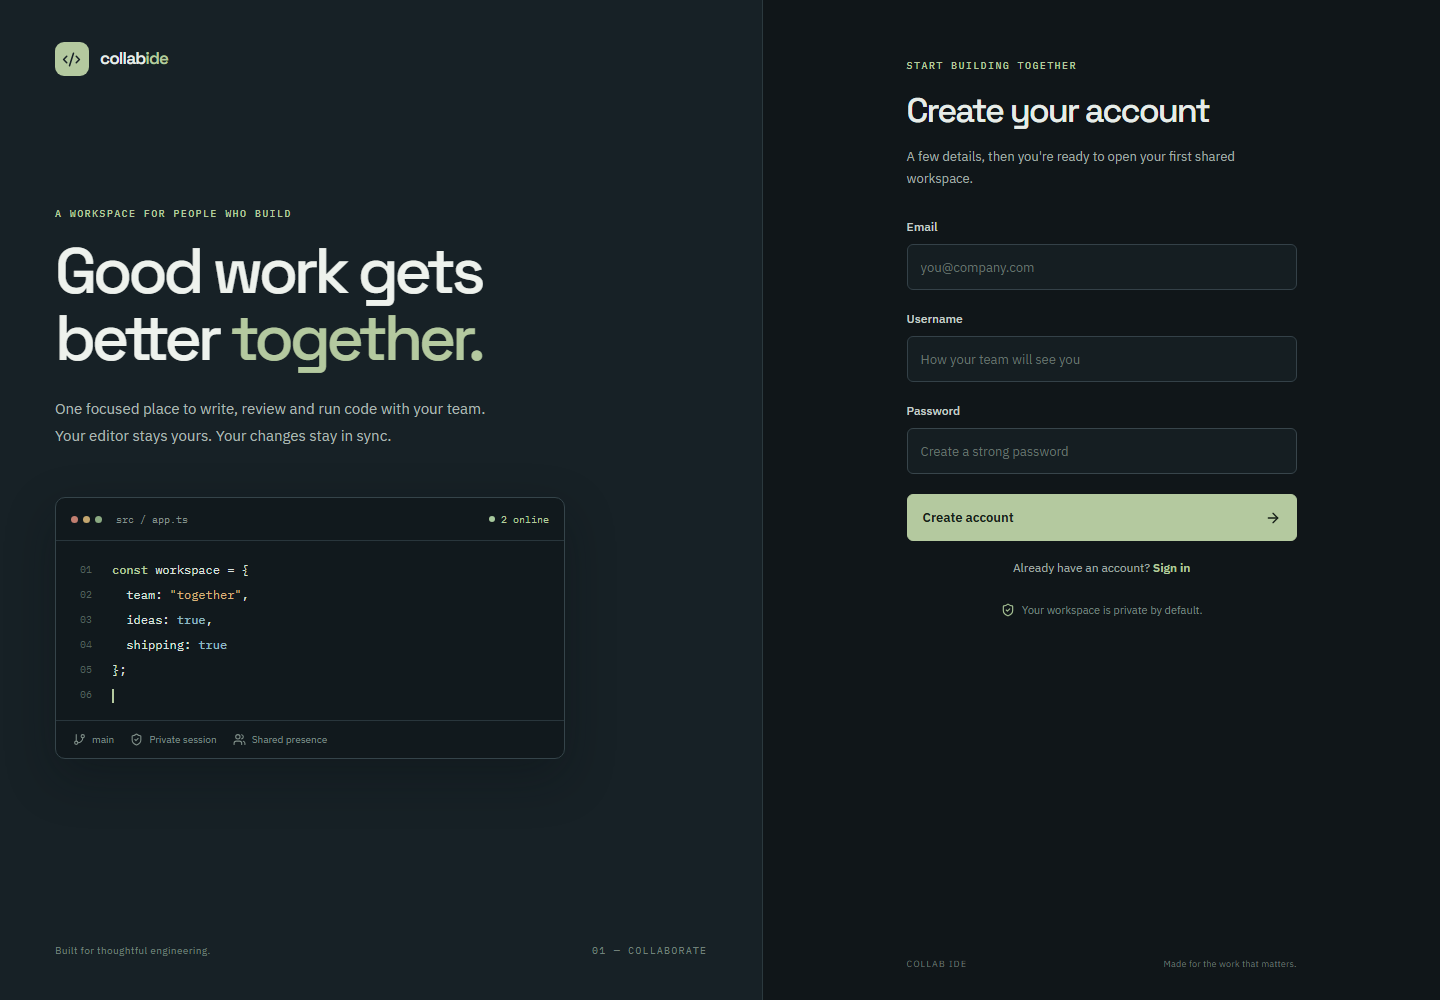 collabide
A WORKSPACE FOR PEOPLE WHO BUILD
Good work gets
better together.
One focused place to write, review and run code with your team.
Your editor stays yours. Your changes stay in sync.
src / app.ts
2 online
01 const workspace = {
02 team: "together",
03 ideas: true,
04 shipping: true
05 };
06
main
Private session
Shared presence
Built for thoughtful engineering.
01 — COLLABORATE
START BUILDING TOGETHER
Create your account
A few details, then you're ready to open your first shared
workspace.
Email
you@company.com
Username
How your team will see you
Password
Create a strong password
Create account
Already have an account? Sign in
Your workspace is private by default.
COLLAB IDE
Made for the work that matters.